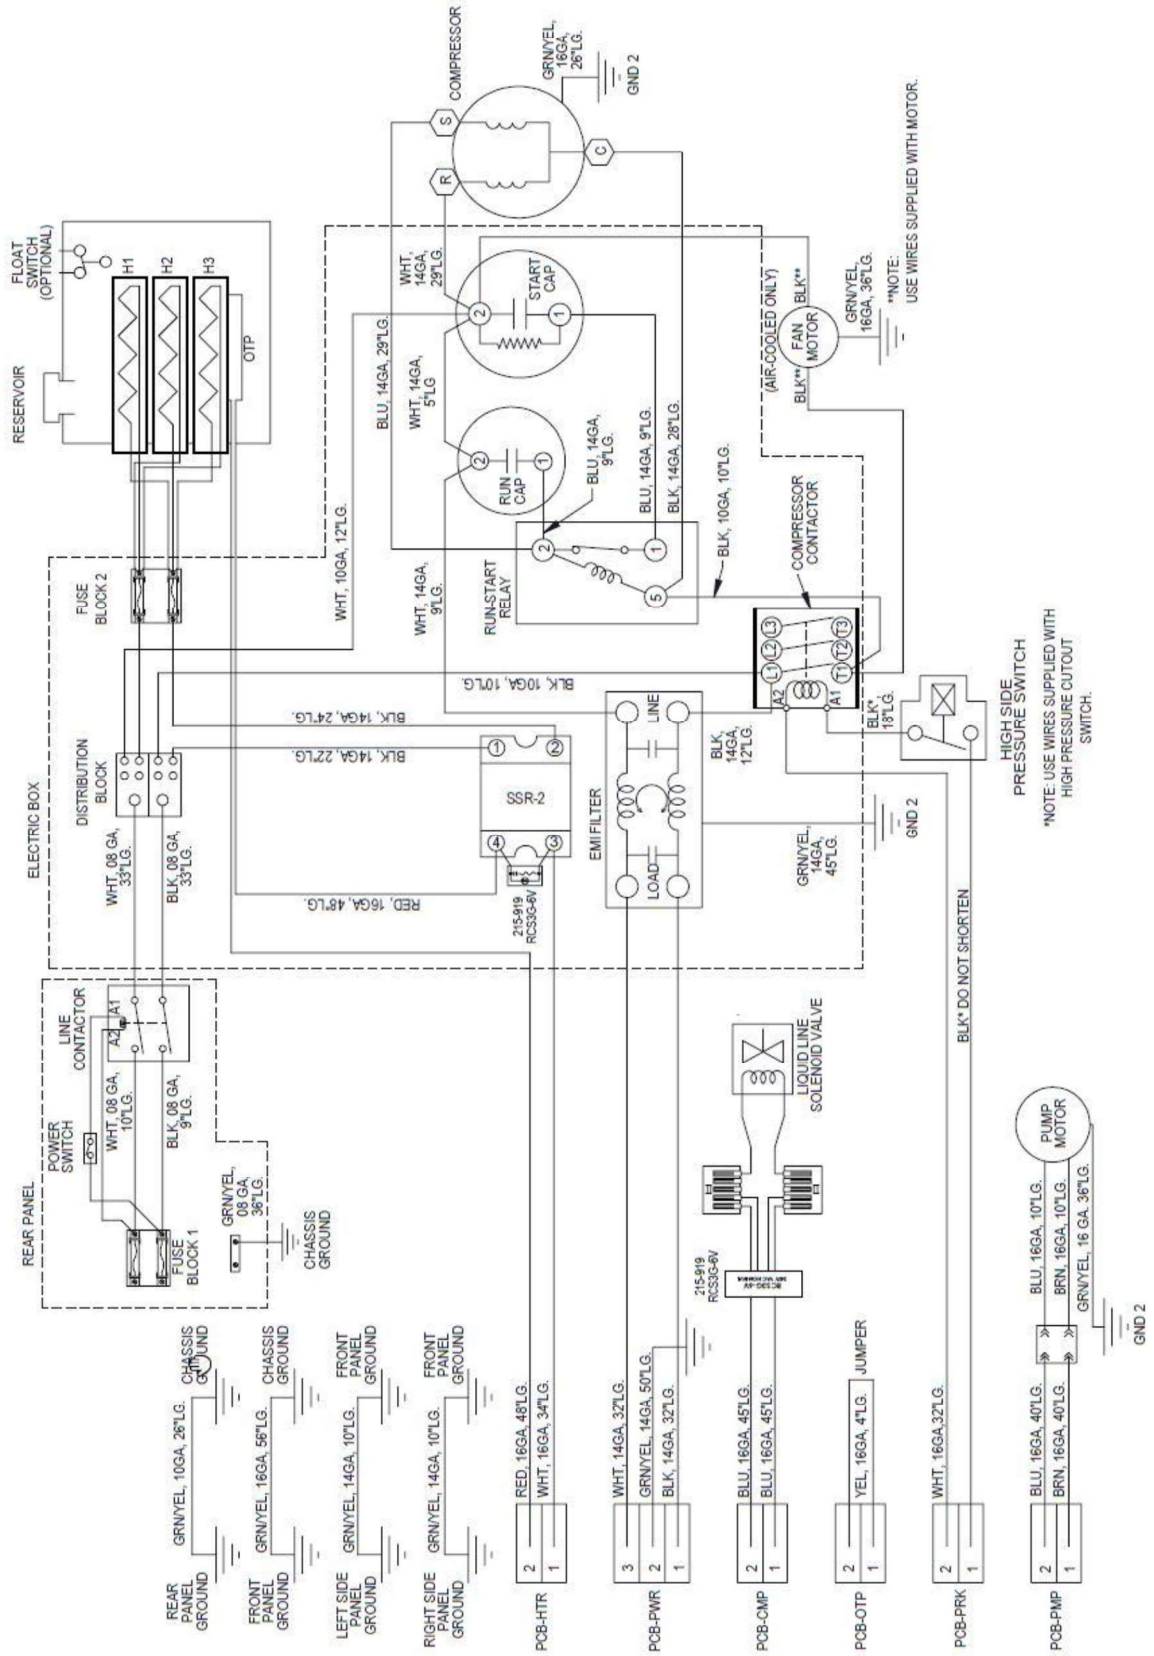 REAR PANEL
POWER
SWITCH
LINE
CONTACTOR
A2
A1
WHT, 08 GA,
10"LG.
BLK, 08 GA,
9"LG.
FUSE
BLOCK 1
GRN/YEL,
08 GA,
36"LG.
CHASSIS
GROUND
ELECTRIC BOX
DISTRIBUTION
BLOCK
WHT, 08 GA,
33"LG.
BLK, 08 GA,
33"LG.
FUSE
BLOCK 2
RESERVOIR
FLOAT
SWITCH
(OPTIONAL)
H1
H2
H3
OTP
REAR
PANEL
GROUND
GRN/YEL, 10GA, 26"LG.
CHASSIS
GROUND
FRONT
PANEL
GROUND
GRN/YEL, 16GA, 56"LG.
CHASSIS
GROUND
LEFT SIDE
PANEL
GROUND
GRN/YEL, 14GA, 10"LG.
FRONT
PANEL
GROUND
RIGHT SIDE
PANEL
GROUND
GRN/YEL, 14GA, 10"LG.
FRONT
PANEL
GROUND
RED, 16GA, 48"LG.
BLK, 14GA, 22"LG.
BLK, 14GA, 24"LG.
BLK, 10GA, 10"LG.
WHT, 10GA, 12"LG.
BLU, 14GA, 29"LG.
WHT,
14GA,
29"LG.
WHT, 14GA,
5"LG
WHT, 14GA,
9"LG.
S
R
C
COMPRESSOR
GRN/YEL,
16GA,
26"LG.
GND 2
2
START
CAP
1
2
RUN
CAP
1
BLU, 14GA,
9"LG.
BLU, 14GA, 9"LG.
BLK, 14GA, 28"LG.
RUN-START
RELAY
2
1
5
BLK, 10GA, 10"LG.
COMPRESSOR
CONTACTOR
L1
L2
L3
T1
T2
T3
A2
A1
(AIR-COOLED ONLY)
BLK**
FAN
MOTOR
BLK**
GRN/YEL,
16GA, 36"LG.
**NOTE:
USE WIRES SUPPLIED WITH MOTOR.
1
2
SSR-2
4
3
215-919
RCS3G-6V
EMI FILTER
LINE
LOAD
BLK,
14GA,
12"LG.
GRN/YEL,
14GA,
45"LG.
GND 2
BLK*,
18"LG.
HIGH SIDE
PRESSURE SWITCH
*NOTE: USE WIRES SUPPLIED WITH
HIGH PRESSURE CUTOUT
SWITCH.
BLK* DO NOT SHORTEN
PCB-HTR
2
1
RED, 16GA, 48"LG.
WHT, 16GA, 34"LG.
PCB-PWR
3
2
1
WHT, 14GA, 32"LG.
GRN/YEL, 14GA, 50"LG.
BLK, 14GA, 32"LG.
PCB-CMP
2
1
BLU, 16GA, 45"LG.
BLU, 16GA, 45"LG.
215-919
RCS3G-6V
RCS3G-6V
LIQUID LINE
SOLENOID VALVE
PCB-OTP
2
1
YEL, 16GA, 4"LG.
JUMPER
PCB-PRK
2
1
WHT, 16GA,32"LG.
PCB-PMP
2
1
BLU, 16GA, 40"LG.
BRN, 16GA, 40"LG.
BLU, 16GA, 10"LG.
BRN, 16GA, 10"LG.
GRN/YEL, 16 GA. 36"LG.
PUMP
MOTOR
GND 2